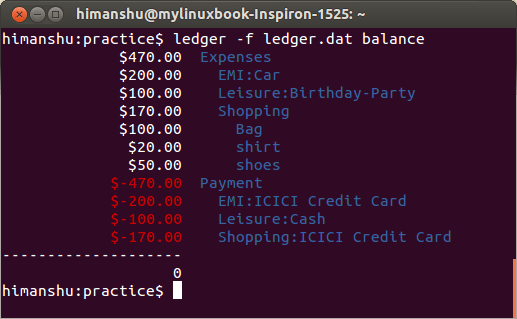 himanshu@mylinuxbook-Inspiron-1525: ~
himanshu:practice$ ledger -f ledger.dat balance
$470.00 Expenses
$200.00 EMI:Car
$100.00 Leisure:Birthday-Party
$170.00 Shopping
$100.00 Bag
$20.00 shirt
$50.00 shoes
$-470.00 Payment
$-200.00 EMI:ICICI Credit Card
$-100.00 Leisure:Cash
$-170.00 Shopping:ICICI Credit Card
--------------------
0
himanshu:practice$